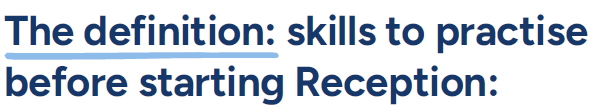 The definition: skills to practise
before starting Reception: